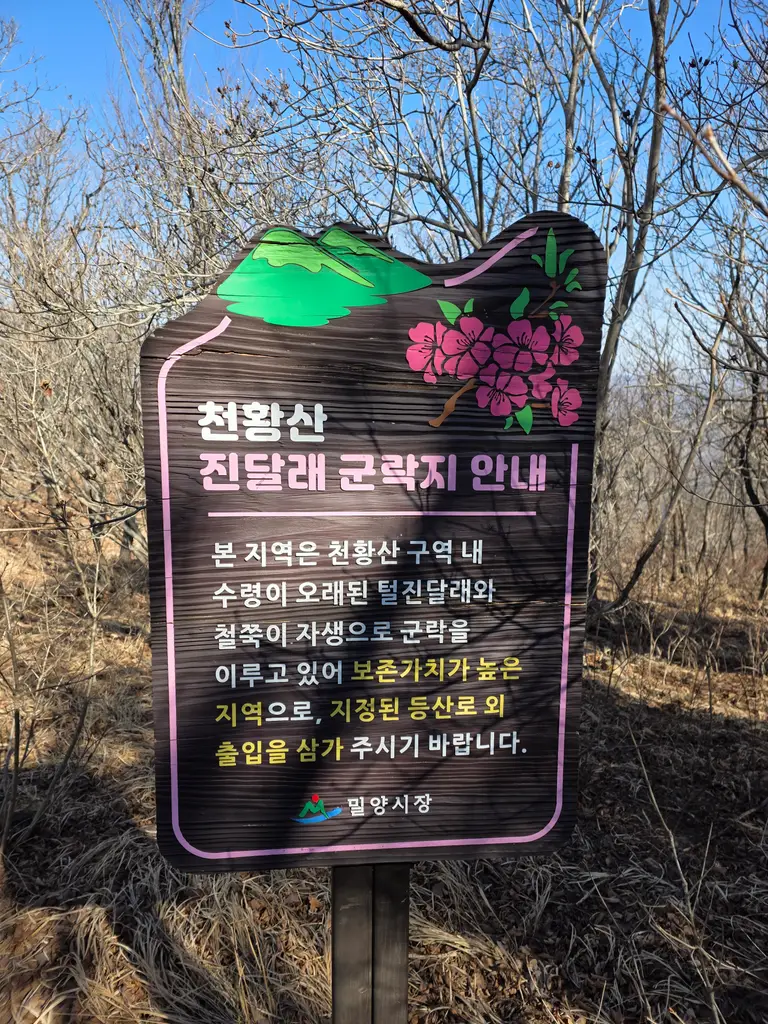 천황산
진달래 군락지 안내
본 지역은 천황산 구역 내
수령이 오래된 털진달래와
철쭉이 자생으로 군락을
이루고 있어 보존가치가 높은
지역으로, 지정된 등산로 외
출입을 삼가 주시기 바랍니다.
밀양시장